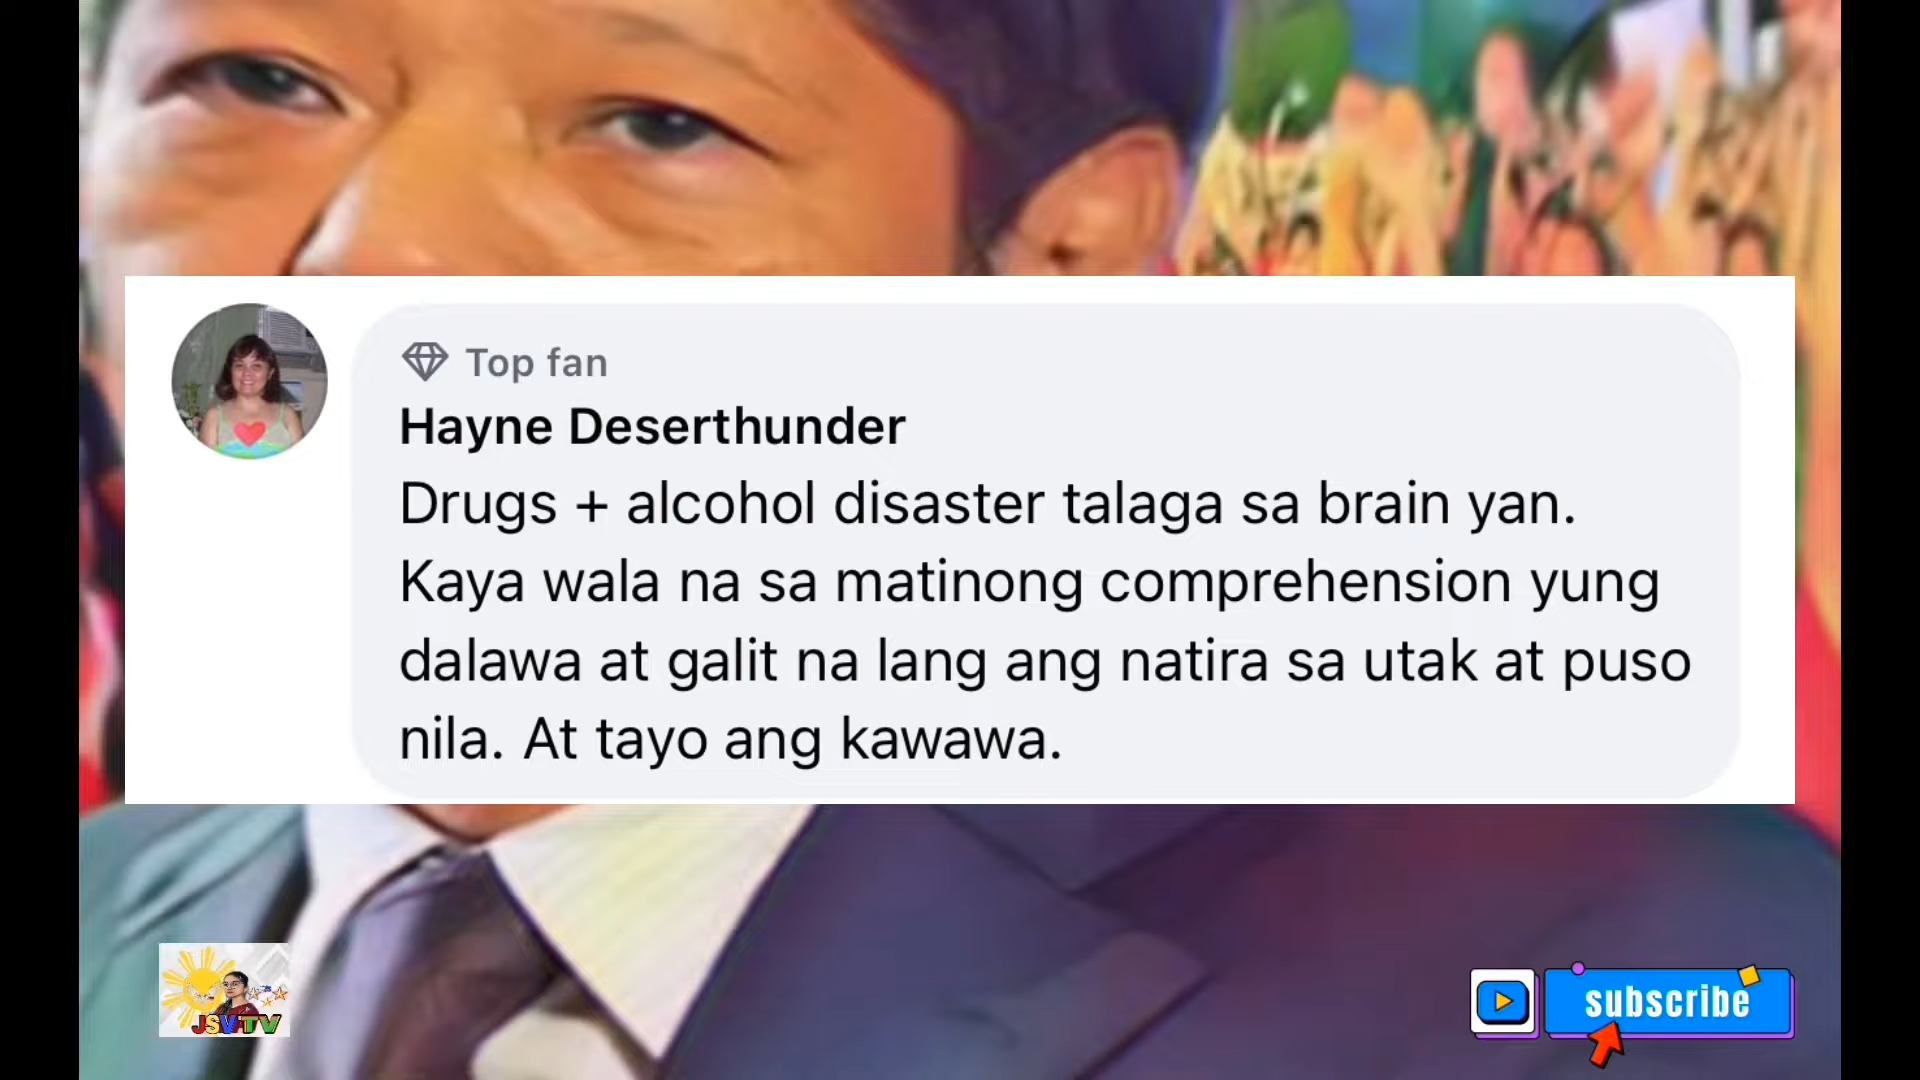 Top fan
Hayne Deserthunder
Drugs + alcohol disaster talaga sa brain yan.
Kaya wala na sa matinong comprehension yung
dalawa at galit na lang ang natira sa utak at puso
nila. At tayo ang kawawa.
JSV TV
subscribe